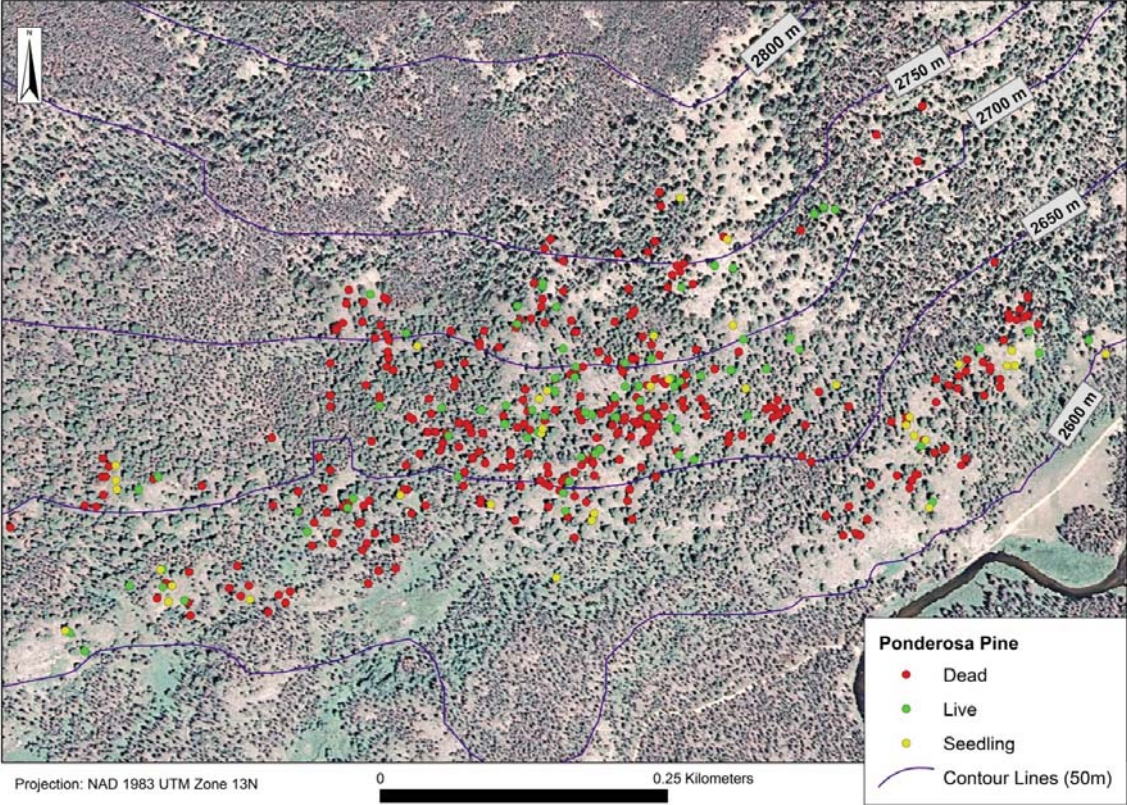 N
2800 m
2750 m
2700 m
2650 m
2600 m
Ponderosa Pine
Dead
Live
Seedling
Contour Lines (50m)
Projection: NAD 1983 UTM Zone 13N
0
0.25 Kilometers